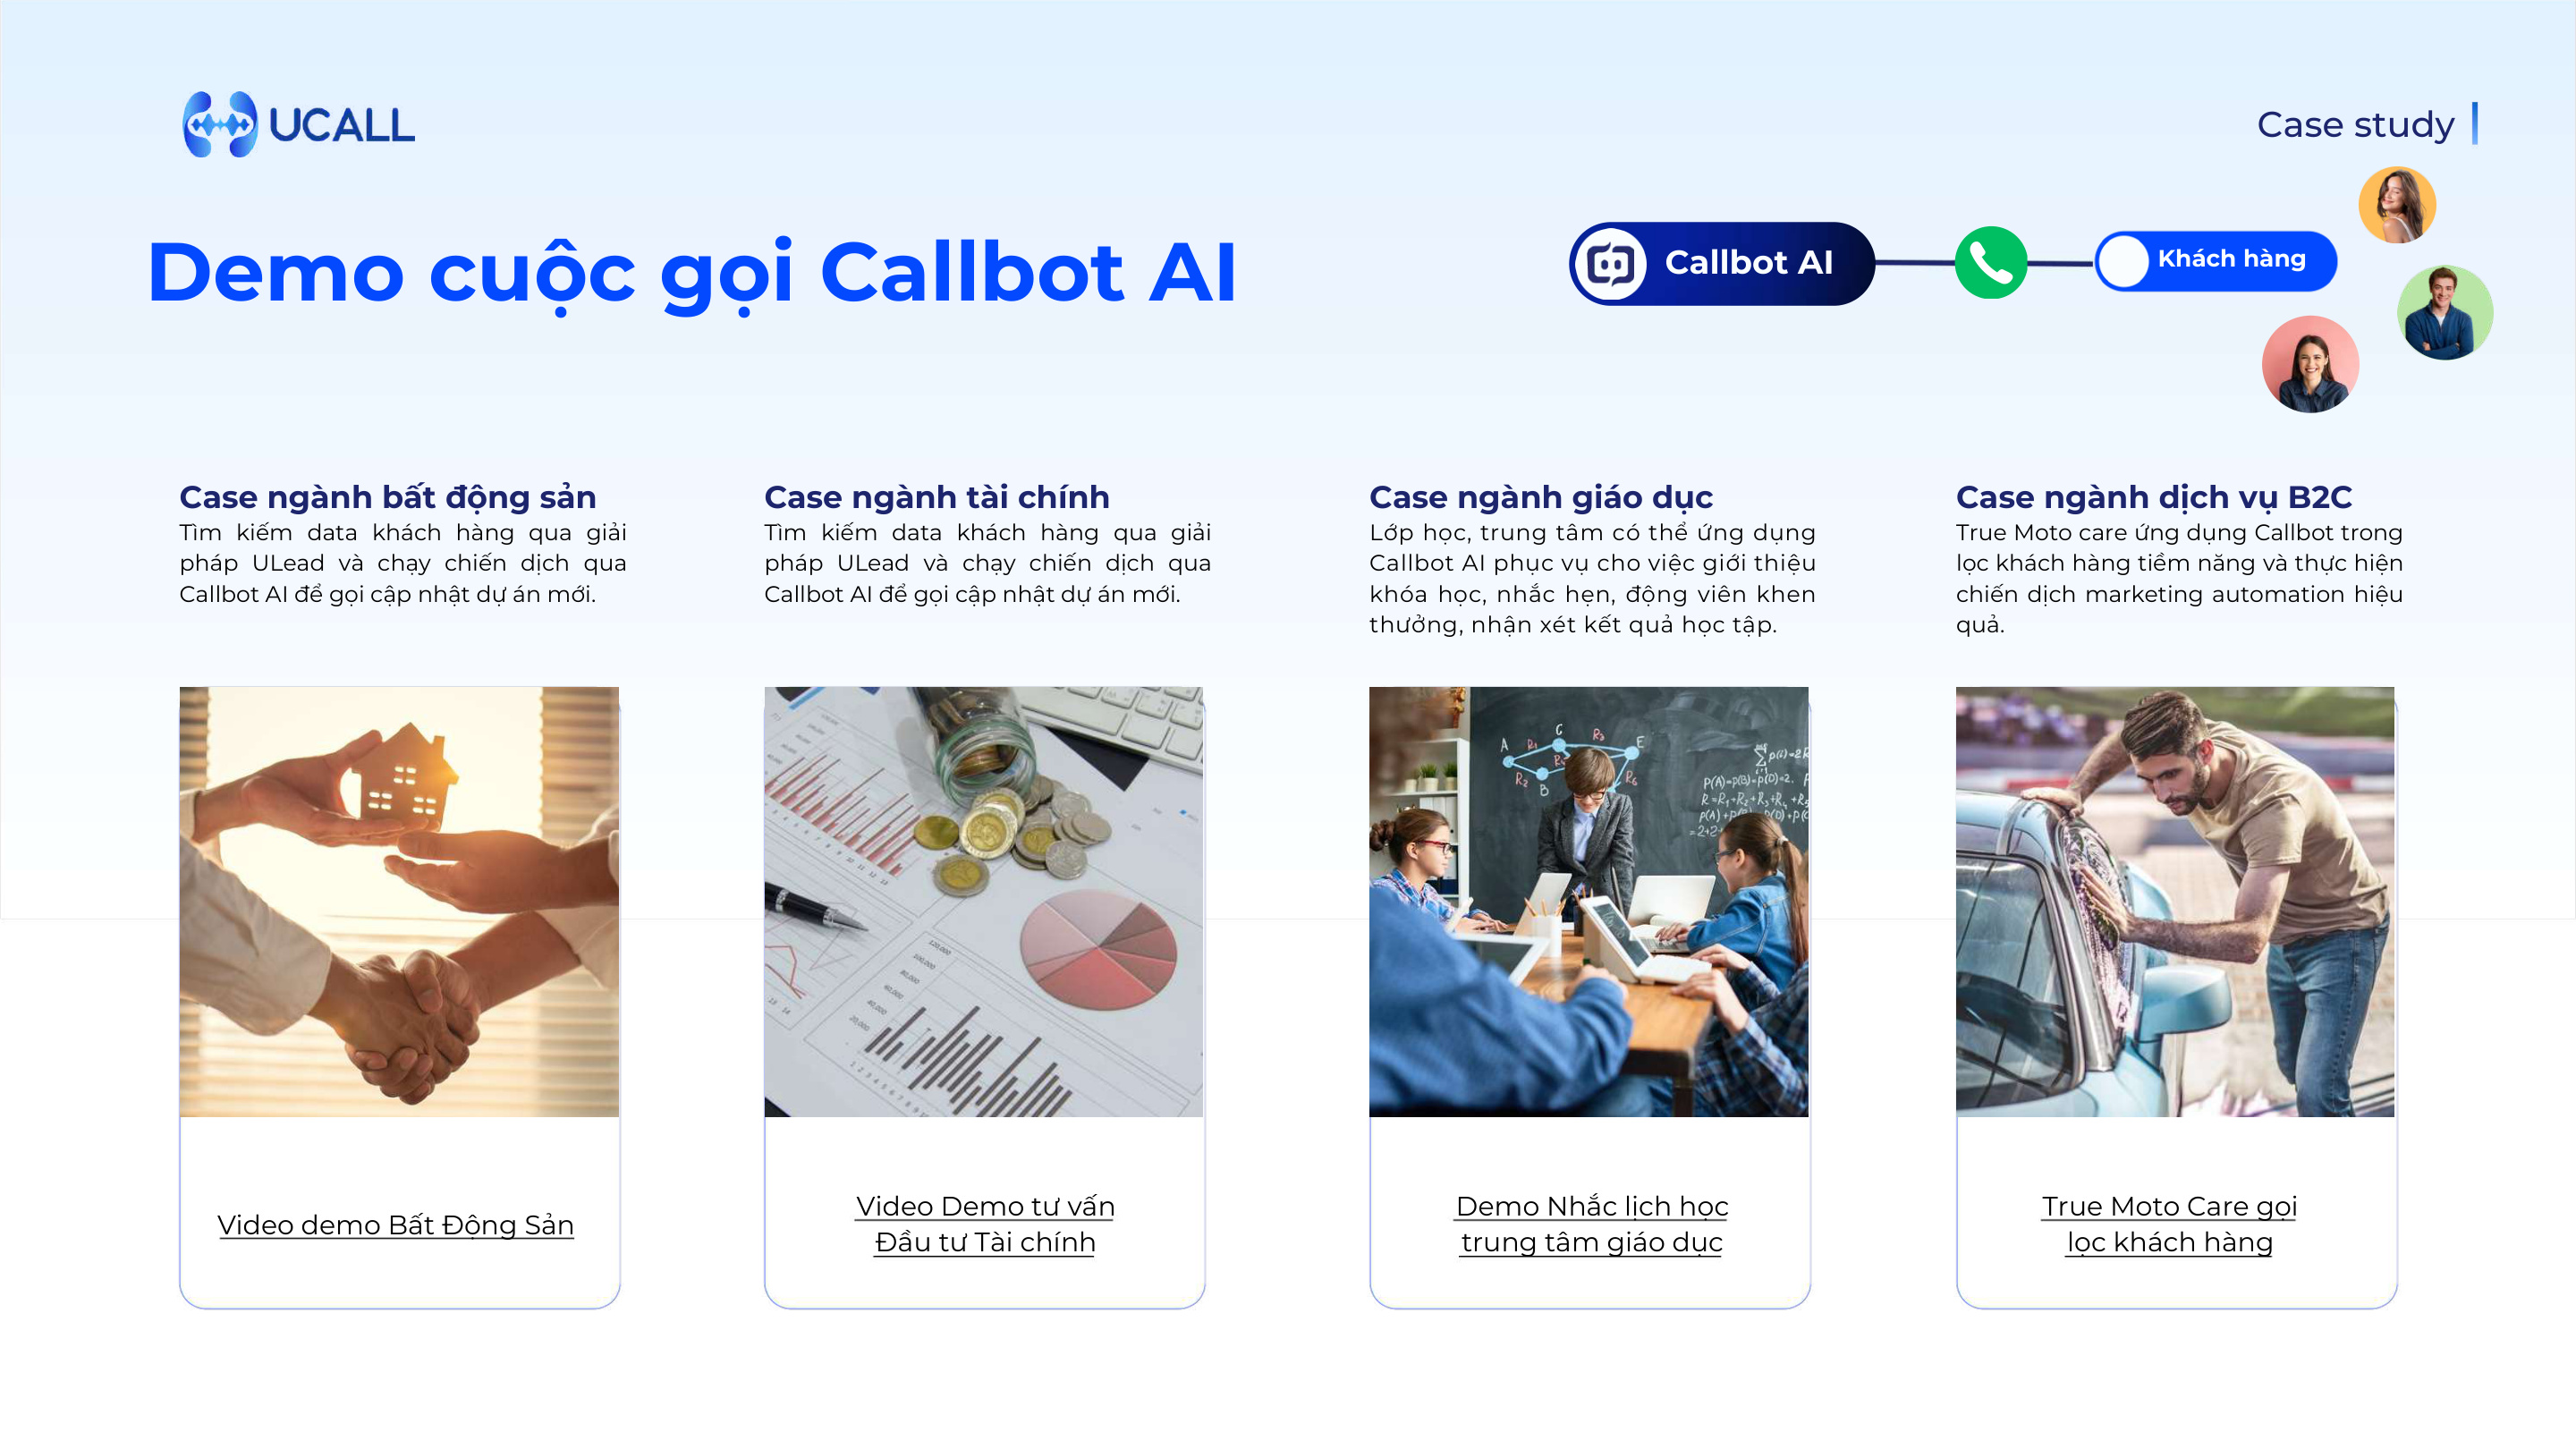 UCALL
Case study
Demo cuộc gọi Callbot AI
Callbot AI
Khách hàng
Case ngành bất động sản
Tìm kiếm data khách hàng qua giải
pháp ULead và chạy chiến dịch qua
Callbot AI để gọi cập nhật dự án mới.
Case ngành tài chính
Tìm kiếm data khách hàng qua giải
pháp ULead và chạy chiến dịch qua
Callbot AI để gọi cập nhật dự án mới.
Case ngành giáo dục
Lớp học, trung tâm có thể ứng dụng
Callbot AI phục vụ cho việc giới thiệu
khóa học, nhắc hẹn, động viên khen
thưởng, nhận xét kết quả học tập.
Case ngành dịch vụ B2C
True Moto care ứng dụng Callbot trong
lọc khách hàng tiềm năng và thực hiện
chiến dịch marketing automation hiệu
quả.
Video demo Bất Động Sản
Video Demo tư vấn
Đầu tư Tài chính
Demo Nhắc lịch học
trung tâm giáo dục
True Moto Care gọi
lọc khách hàng